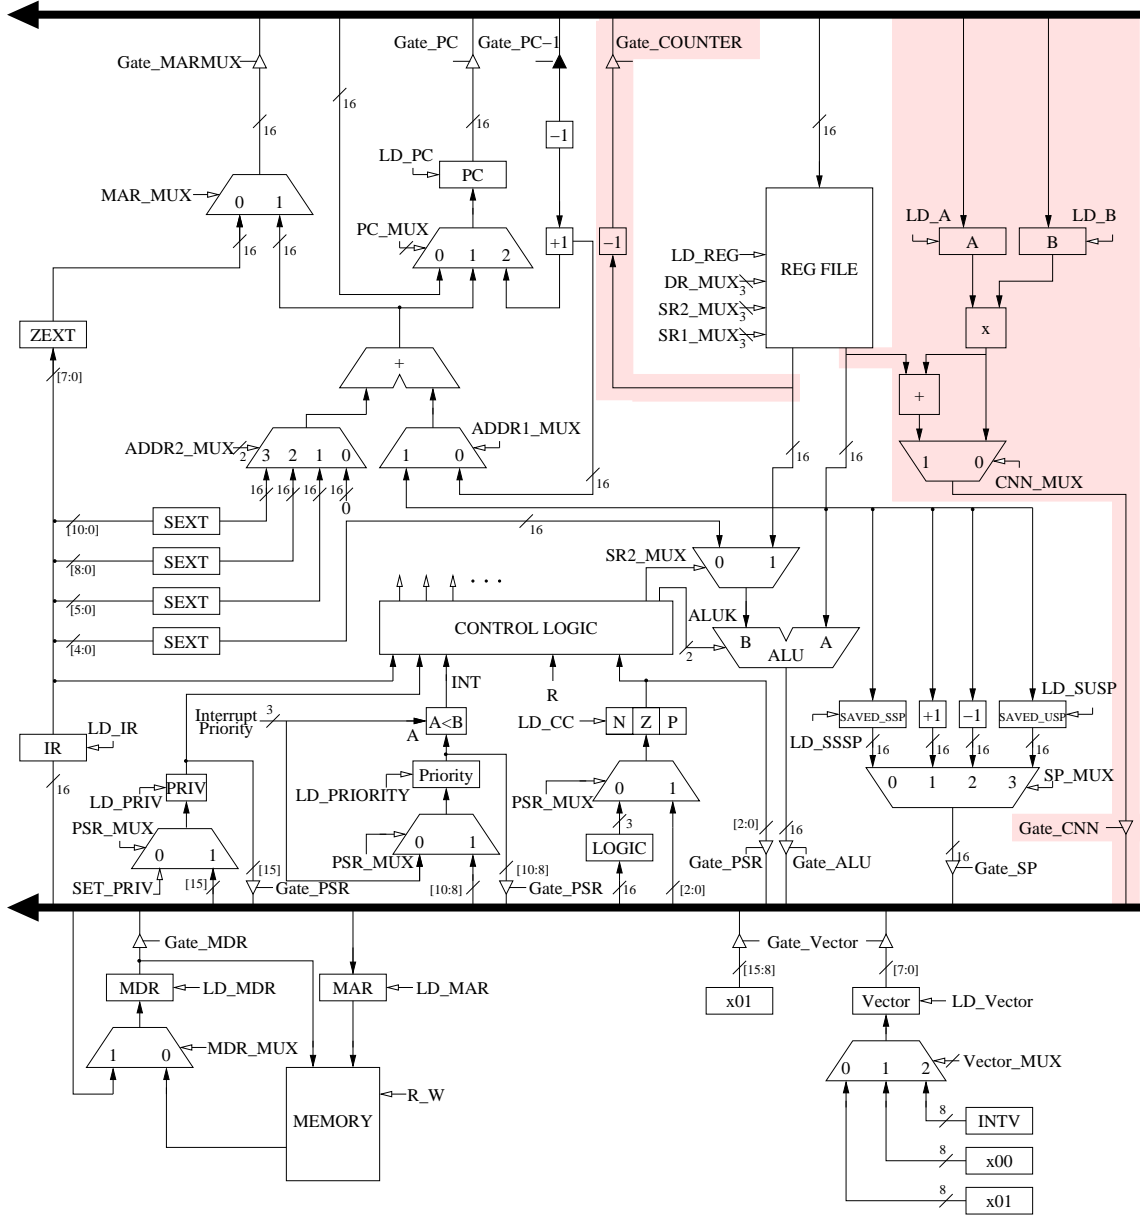 Gate_PC Gate_PC−1 Gate_COUNTER
Gate_MARMUX
16
16 16 16
−1
LD_PC
PC
MAR_MUX
0 1
PC_MUX
0 1 2
+1 −1
LD_A LD_B
A B
16 16
LD_REG
DR_MUX
3
SR2_MUX
3
SR1_MUX
3
REG FILE
ZEXT
x
[7:0]
+
+
ADDR2_MUX
2
3 2 1 0
ADDR1_MUX
1 0
16 16
1 0
CNN_MUX
16 16 16 16
0
16
[10:0] SEXT
16
[8:0] SEXT
SR2_MUX
0 1
[5:0] SEXT
. . .
[4:0] SEXT
CONTROL LOGIC
ALUK
2
B A
ALU
INT
R
LD_SUSP
Interrupt
Priority
3
A
A<B
LD_CC
N Z P
SAVED_SSP +1 −1 SAVED_USP
LD_SSSP
16 16 16 16
LD_IR
IR
16
PRIV
LD_PRIV
Priority
LD_PRIORITY
PSR_MUX
0 1
0 1 2 3
SP_MUX
PSR_MUX
0 1
PSR_MUX
0 1
3
LOGIC
[2:0] 16
Gate_CNN
Gate_PSR Gate_ALU
16
Gate_SP
SET_PRIV
[15] [15]
Gate_PSR
[10:8] [10:8]
Gate_PSR
16 [2:0]
Gate_MDR
Gate_Vector
[15:8] [7:0]
MDR LD_MDR
MAR LD_MAR
x01
Vector LD_Vector
1 0
MDR_MUX
0 1 2
Vector_MUX
R_W
MEMORY
8 INTV
8 x00
8 x01